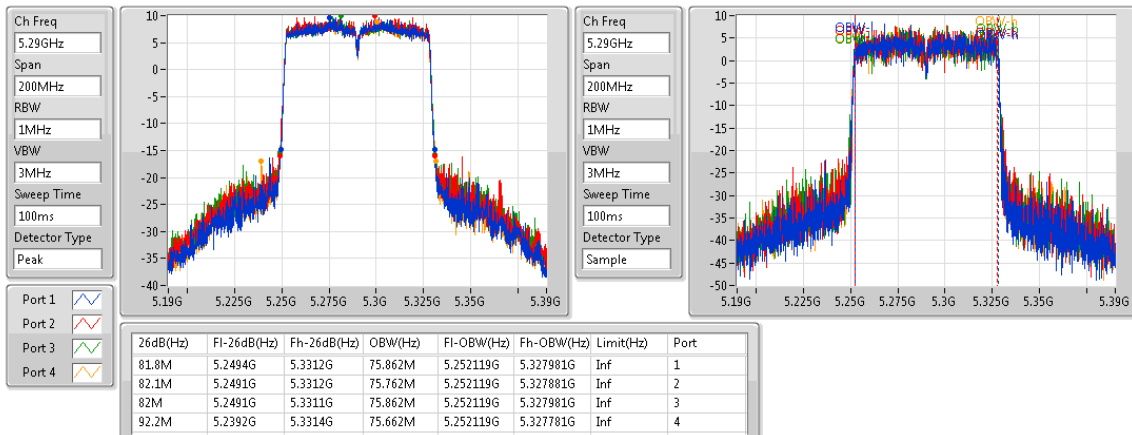 Ch Freq
5.29GHz
Span
200MHz
RBW
1MHz
VBW
3MHz
Sweep Time
100ms
Detector Type
Peak
Port 1
Port 2
Port 3
Port 4
10
5
0
-5
-10
-15
-20
-25
-30
-35
-40
5.19G 5.225G 5.25G 5.275G 5.3G 5.325G 5.35G 5.39G
Ch Freq
5.29GHz
Span
200MHz
RBW
1MHz
VBW
3MHz
Sweep Time
100ms
Detector Type
Sample
10
5
0
-5
-10
-15
-20
-25
-30
-35
-40
-45
-50
5.19G 5.225G 5.25G 5.275G 5.3G 5.325G 5.35G 5.39G
26dB(Hz) Fl-26dB(Hz) Fh-26dB(Hz) OBW(Hz) Fl-OBW(Hz) Fh-OBW(Hz) Limit(Hz) Port
81.8M 5.2494G 5.3312G 75.862M 5.252119G 5.327981G Inf 1
82.1M 5.2491G 5.3312G 75.762M 5.252119G 5.327881G Inf 2
82M 5.2491G 5.3311G 75.862M 5.252119G 5.327981G Inf 3
92.2M 5.2392G 5.3314G 75.662M 5.252119G 5.327781G Inf 4